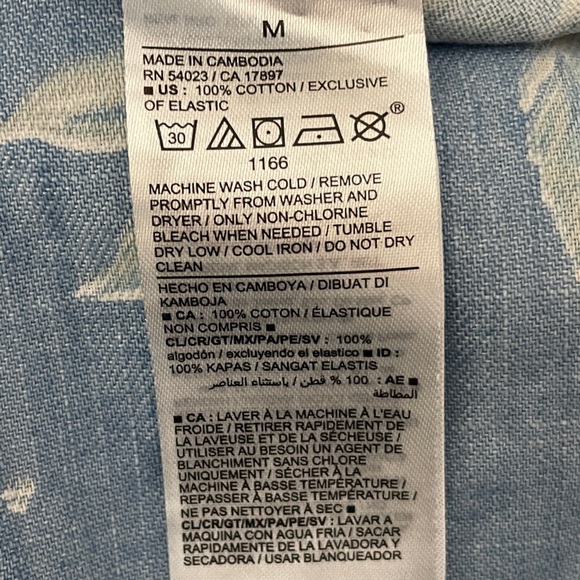 M
MADE IN CAMBODIA
RN 54023 / CA 17897
■ US : 100% COTTON / EXCLUSIVE
OF ELASTIC
30
®
1166
MACHINE WASH COLD / REMOVE
PROMPTLY FROM WASHER AND
DRYER / ONLY NON-CHLORINE
BLEACH WHEN NEEDED / TUMBLE
DRY LOW / COOL IRON / DO NOT DRY
CLEAN
HECHO EN CAMBOYA / DIBUAT DI
KAMBOJA
■ CA : 100% COTON / ÉLASTIQUE
NON COMPRIS ■
CL/CR/GT/MX/PA/PE/SV : 100%
algodón / excluyendo el elastico ■ ID :
100% KAPAS / SANGAT ELASTIS
■ AE : 100 % قطن / باستثناء العناصر
المطاطة
■ CA : LAVER À LA MACHINE À L'EAU
FROIDE / RETIRER RAPIDEMENT DE
LA LAVEUSE ET DE LA SÉCHEUSE /
UTILISER AU BESOIN UN AGENT DE
BLANCHIMENT SANS CHLORE
UNIQUEMENT / SÉCHER À LA
MACHINE À BASSE TEMPÉRATURE /
REPASSER À BASSE TEMPÉRATURE /
NE PAS NETTOYER À SEC ■
CL/CR/GT/MX/PA/PE/SV : LAVAR A
MAQUINA CON AGUA FRIA / SACAR
RAPIDAMENTE DE LA LAVADORA Y
SECADORA / USAR BLANQUEADOR